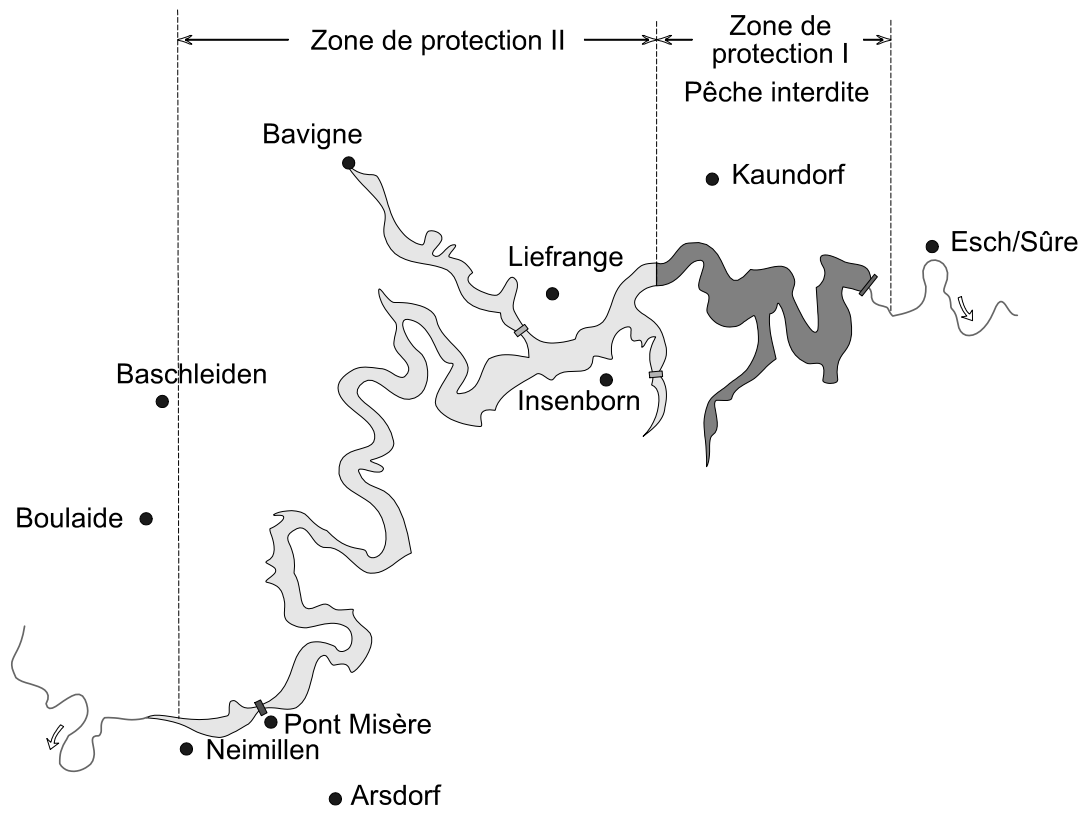 Zone de protection II
Zone de
protection I
Pêche interdite
Bavigne
Kaundorf
Esch/Sûre
Liefrange
Baschleiden
Insenborn
Boulaide
Pont Misère
Neimillen
Arsdorf